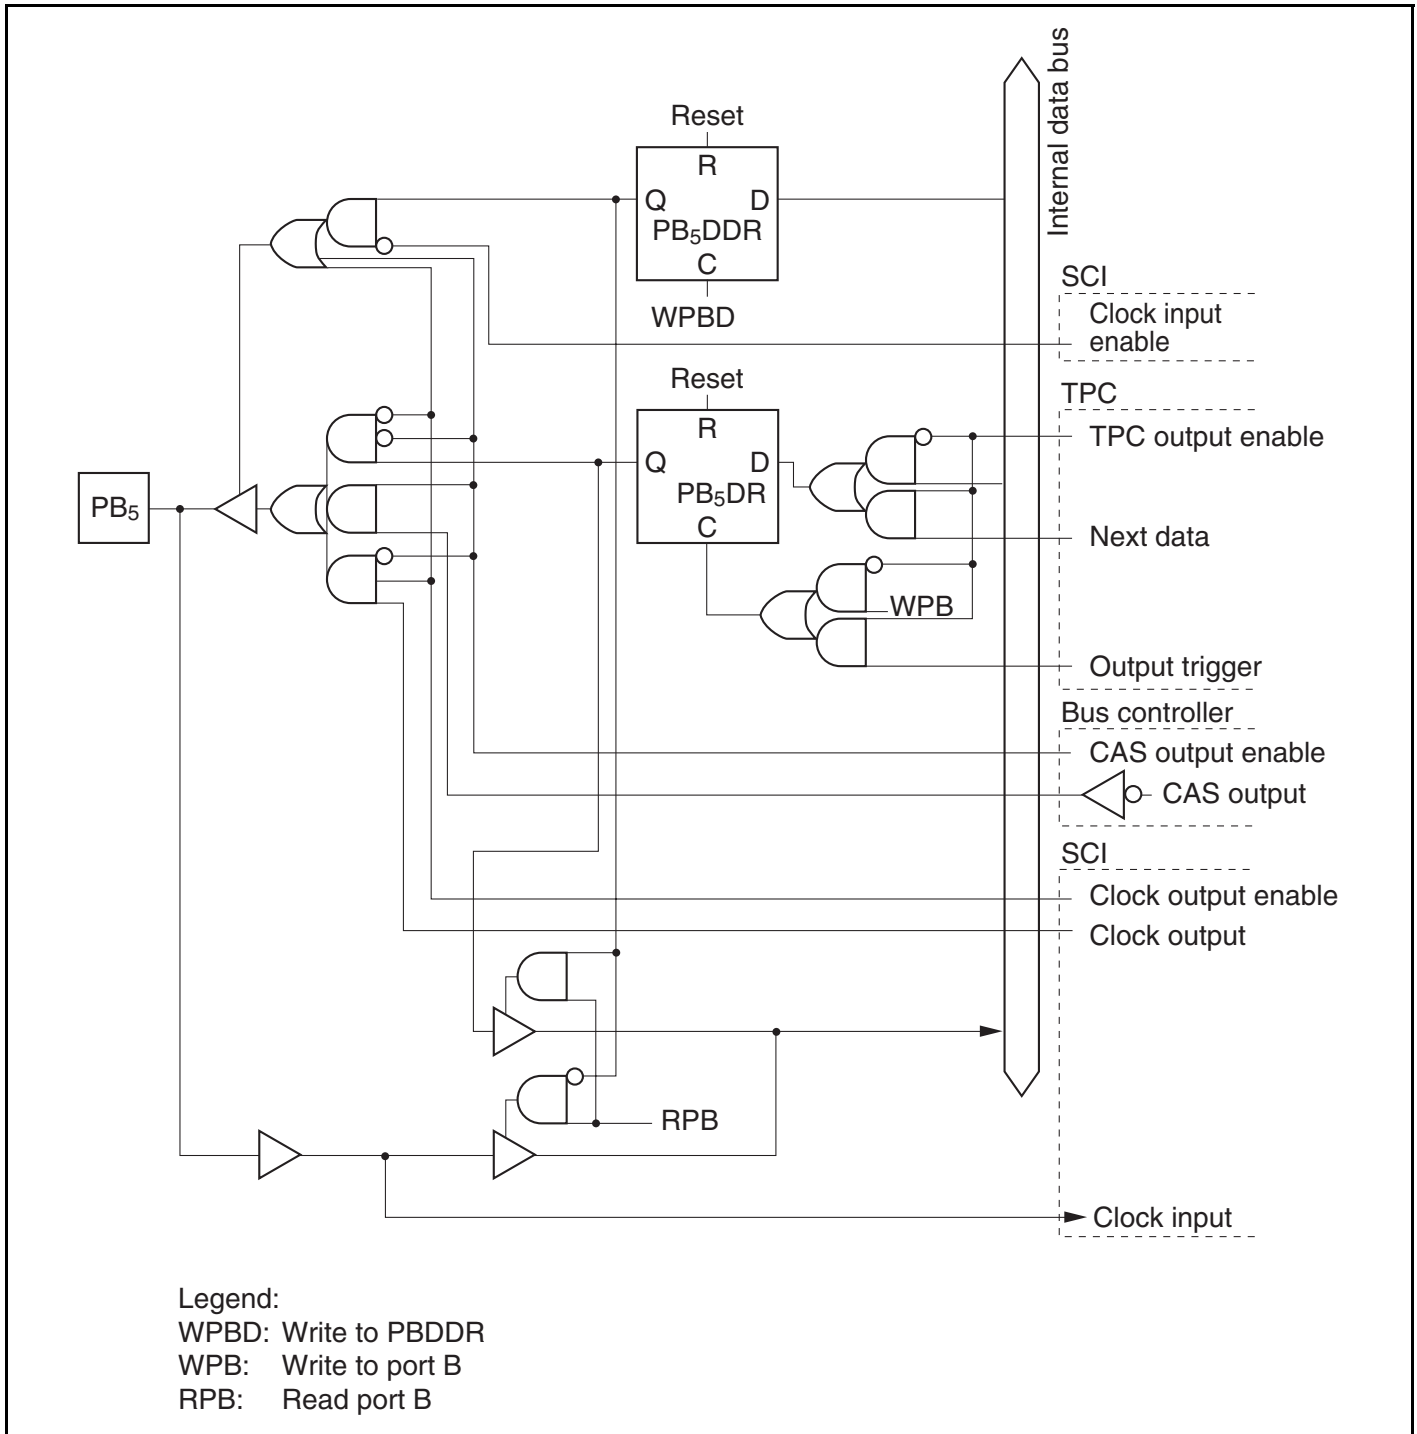 Internal data bus
Reset
R
Q D
PB5DDR
C
WPBD
SCI
Clock input
enable
Reset
R
Q D
PB5DR
C
TPC
TPC output enable
Next data
WPB
Output trigger
PB5
Bus controller
CAS output enable
CAS output
SCI
Clock output enable
Clock output
RPB
Clock input
Legend:
WPBD: Write to PBDDR
WPB: Write to port B
RPB: Read port B